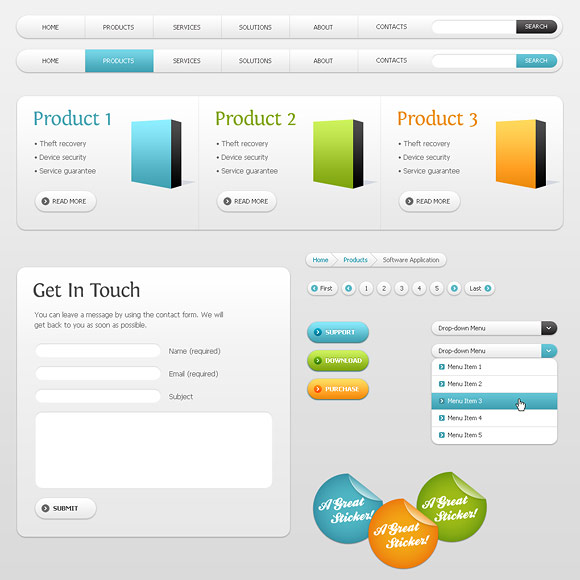 HOME PRODUCTS SERVICES SOLUTIONS ABOUT CONTACTS SEARCH
HOME PRODUCTS SERVICES SOLUTIONS ABOUT CONTACTS SEARCH
Product 1
• Theft recovery
• Device security
• Service guarantee
READ MORE
Product 2
• Theft recovery
• Device security
• Service guarantee
READ MORE
Product 3
• Theft recovery
• Device security
• Service guarantee
READ MORE
Get In Touch
You can leave a message by using the contact form. We will
get back to you as soon as possible.
Name (required)
Email (required)
Subject
SUBMIT
Home Products Software Application
First 1 2 3 4 5 Last
SUPPORT
DOWNLOAD
PURCHASE
Drop-down Menu
Drop-down Menu
Menu Item 1
Menu Item 2
Menu Item 3
Menu Item 4
Menu Item 5
A Great
Sticker!
A Great
Sticker!
A Great
Sticker!